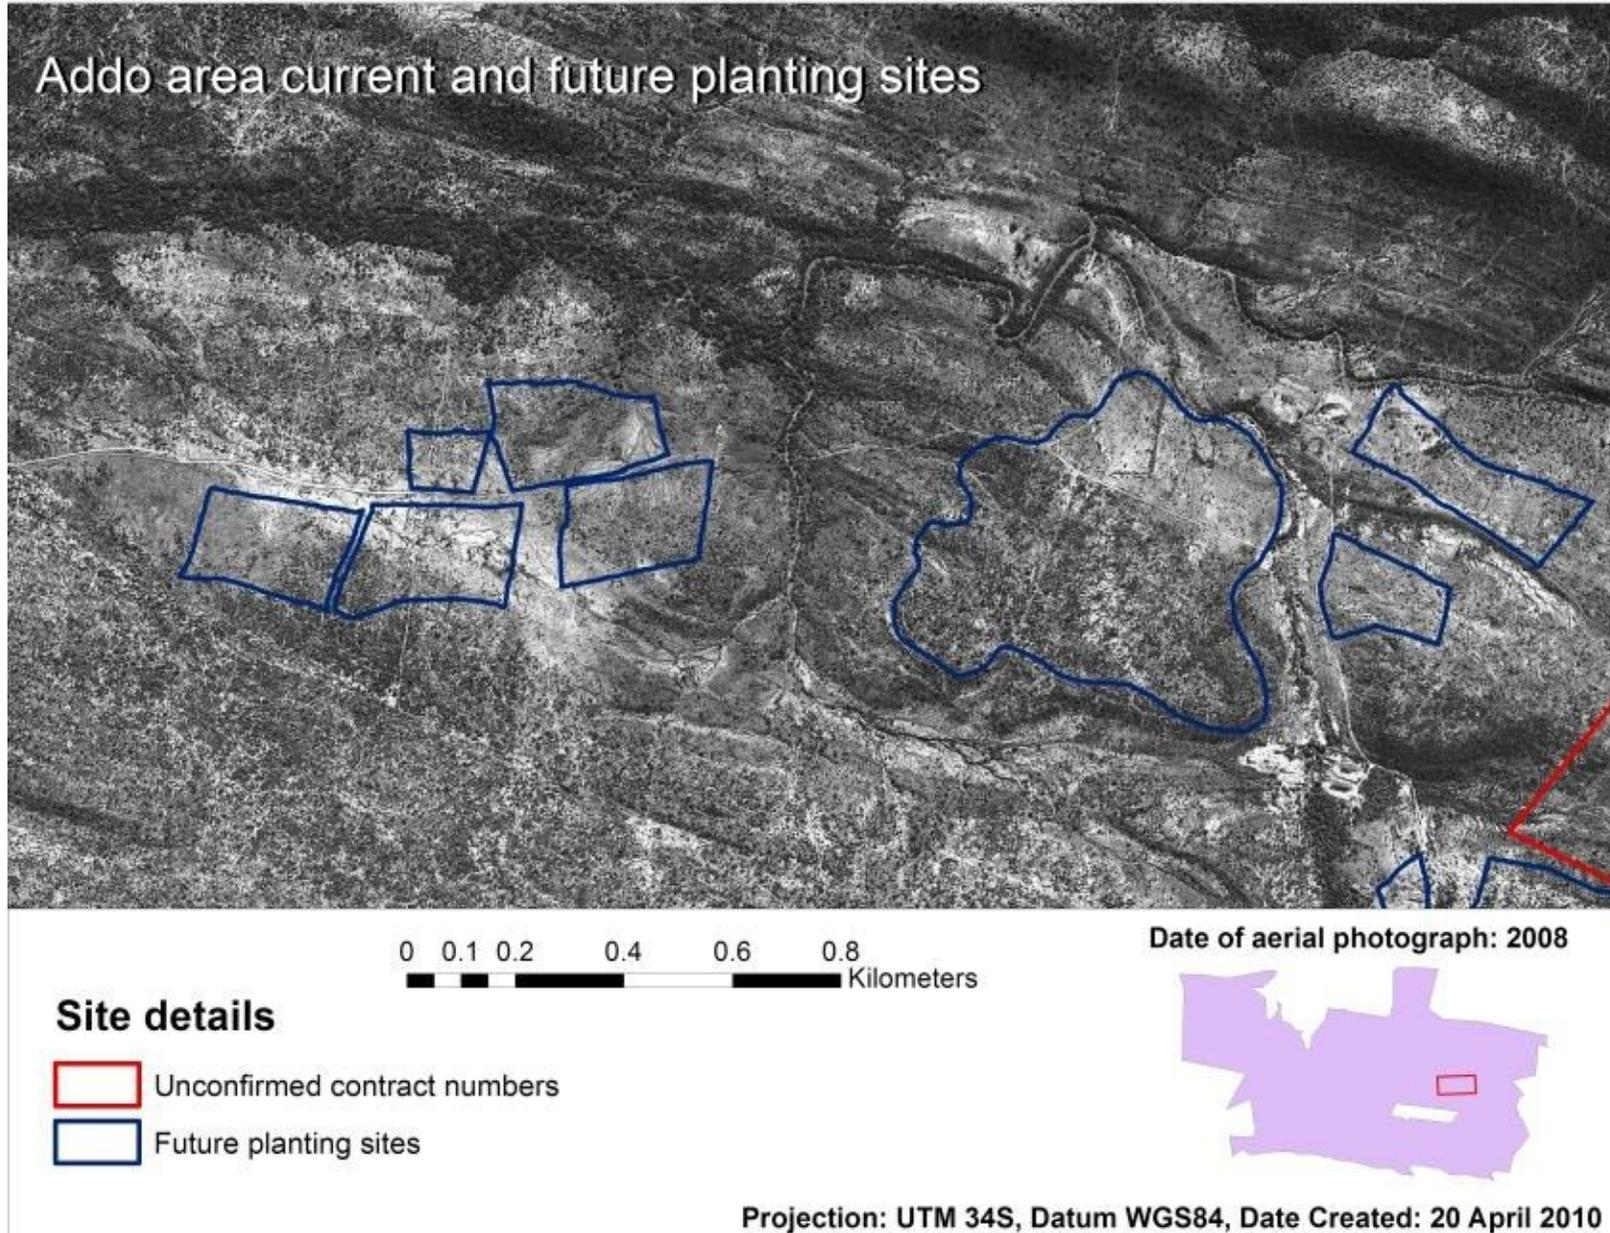 Addo area current and future planting sites
Date of aerial photograph: 2008
0 0.1 0.2 0.4 0.6 0.8
Kilometers
Site details
Unconfirmed contract numbers
Future planting sites
Projection: UTM 34S, Datum WGS84, Date Created: 20 April 2010